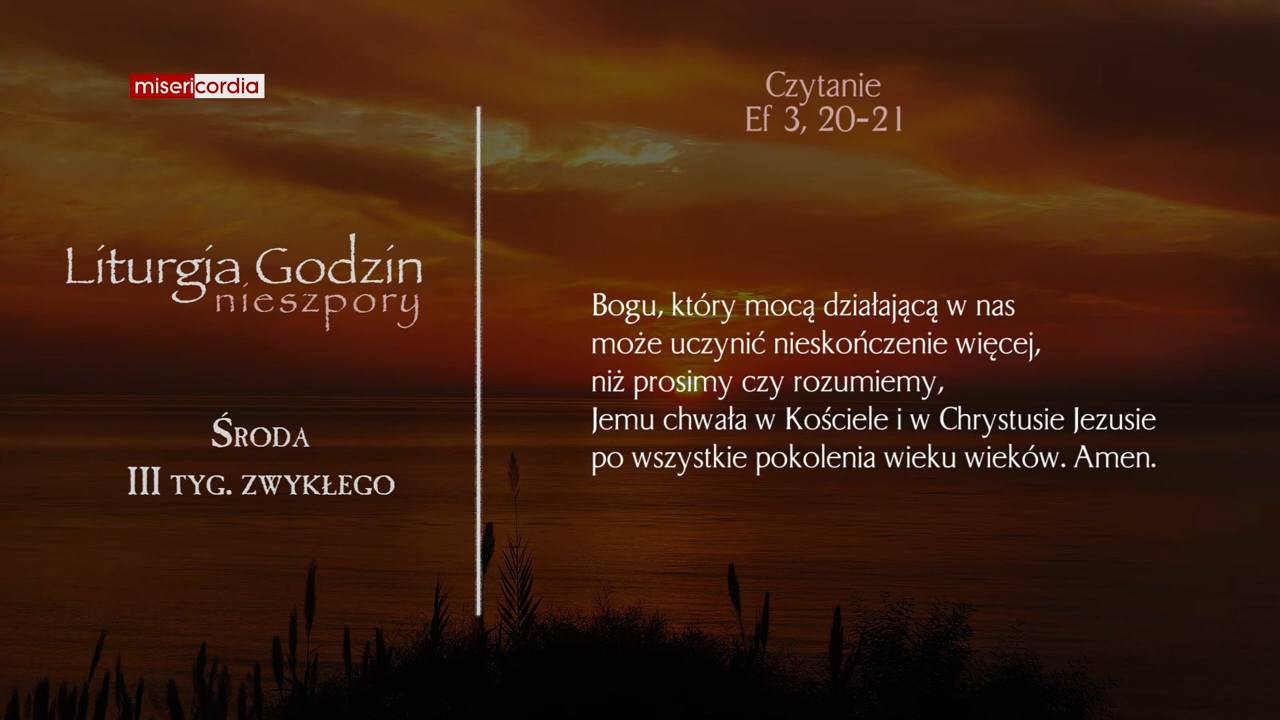 misericordia
Liturgia Godzin
nieszpory
Środa
III tyg. zwykłego
Czytanie
Ef 3, 20-21
Bogu, który mocą działającą w nas
może uczynić nieskończenie więcej,
niż prosimy czy rozumiemy,
Jemu chwała w Kościele i w Chrystusie Jezusie
po wszystkie pokolenia wieku wieków. Amen.